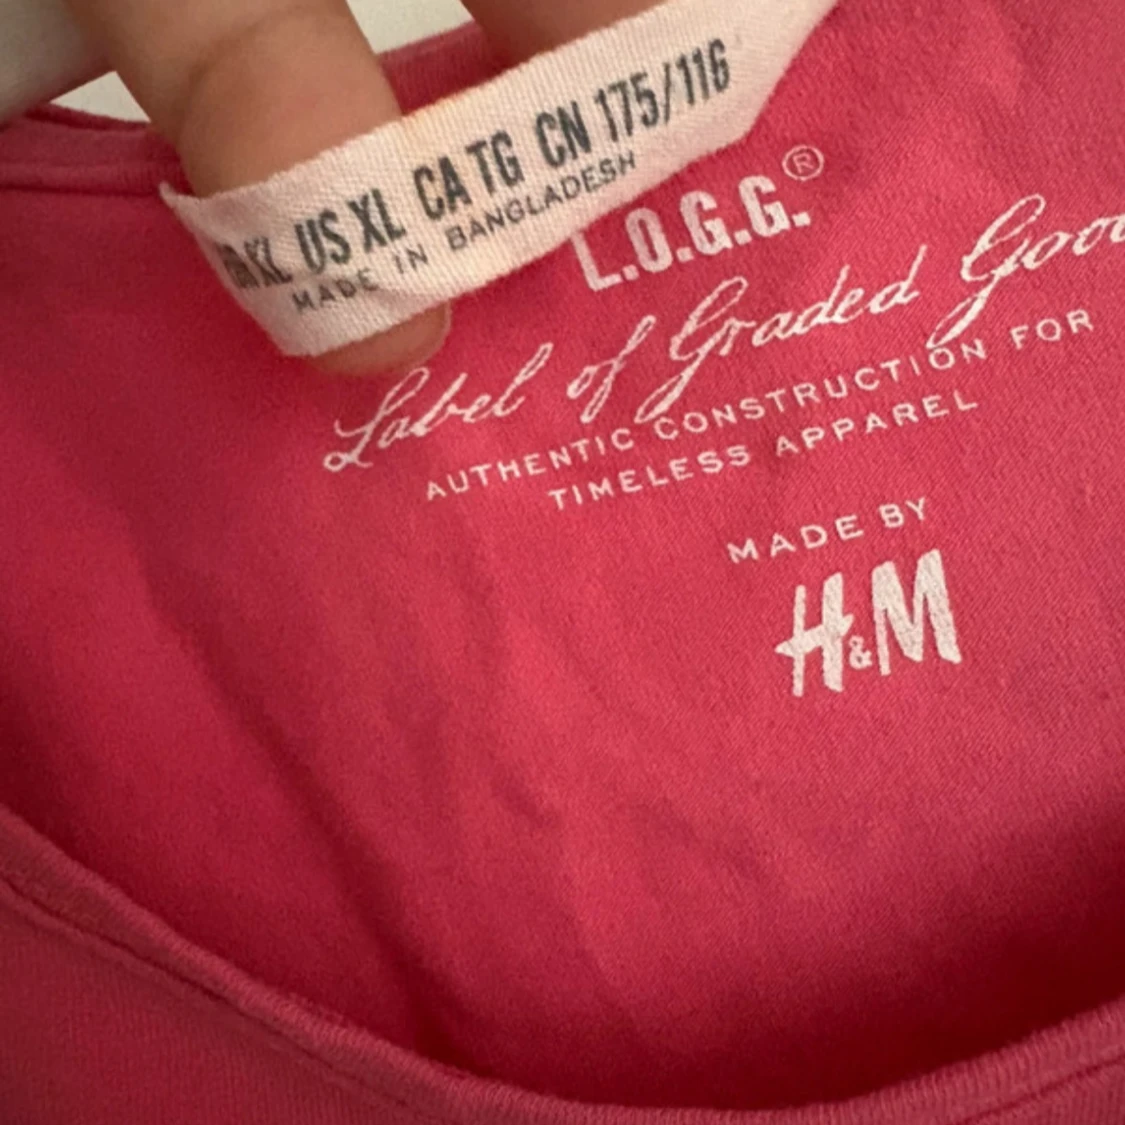 XL US XL CA TG CN 175/116
MADE IN BANGLADESH
L.O.G.G.®
Label of Graded Goo
AUTHENTIC CONSTRUCTION FOR
TIMELESS APPAREL
MADE BY
H&M